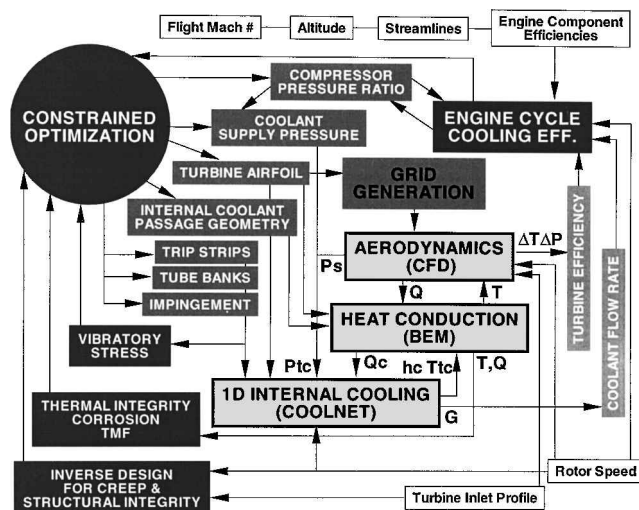 Flight Mach #
Altitude
Streamlines
Engine Component
Efficiencies
COMPRESSOR
PRESSURE RATIO
CONSTRAINED
OPTIMIZATION
ENGINE CYCLE
COOLING EFF.
COOLANT
SUPPLY PRESSURE
TURBINE AIRFOIL
GRID
GENERATION
INTERNAL COOLANT
PASSAGE GEOMETRY
TRIP STRIPS
TUBE BANKS
IMPINGEMENT
Ps
AERODYNAMICS
(CFD)
ΔTΔP
TURBINE EFFICIENCY
COOLANT FLOW RATE
Q
T
HEAT CONDUCTION
(BEM)
VIBRATORY
STRESS
Ptc
Qc
hc Ttc
T,Q
1D INTERNAL COOLING
(COOLNET)
G
THERMAL INTEGRITY
CORROSION
TMF
INVERSE DESIGN
FOR CREEP &
STRUCTURAL INTEGRITY
Rotor Speed
Turbine Inlet Profile